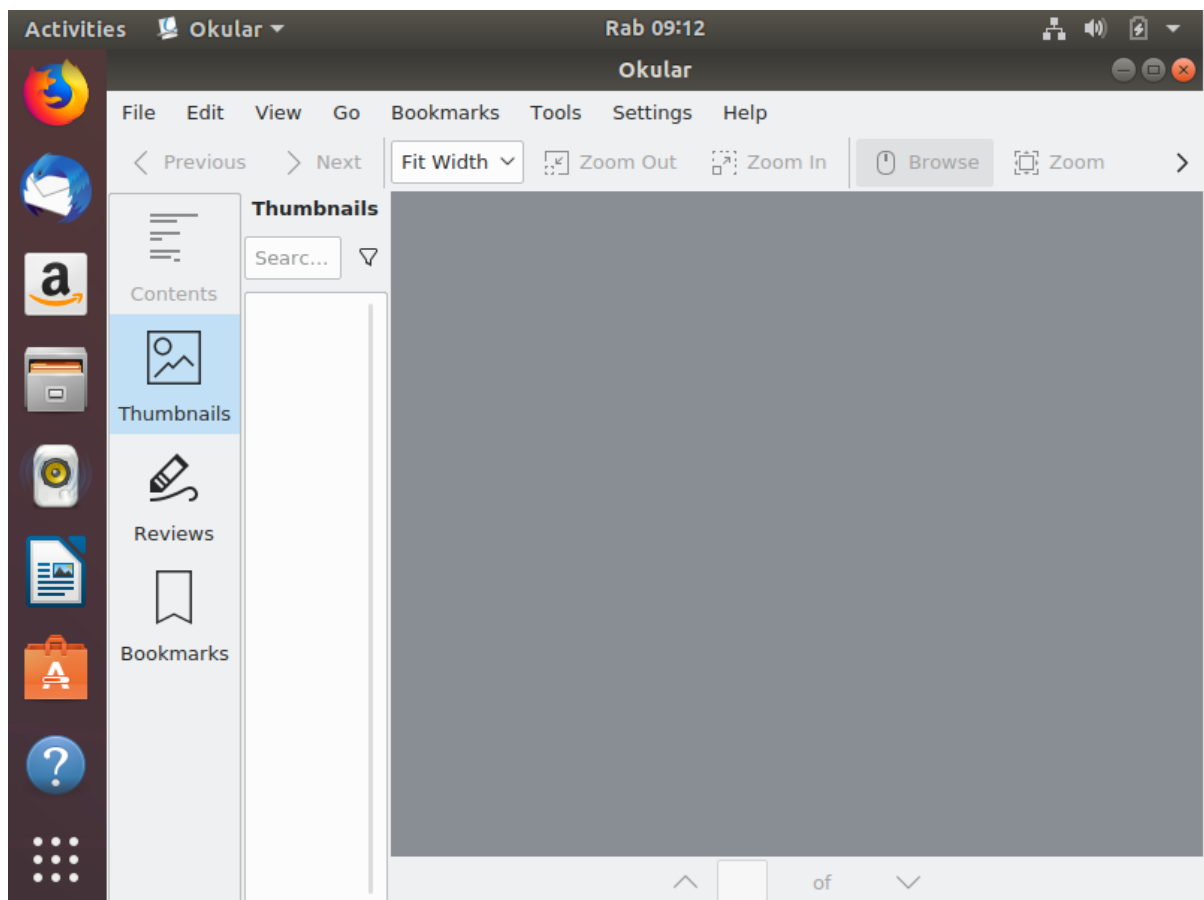 Activities Okular Rab 09:12
Okular
File Edit View Go Bookmarks Tools Settings Help
Previous Next Fit Width Zoom Out Zoom In Browse Zoom
Contents
Thumbnails
Reviews
Bookmarks
Thumbnails
Searc...
of